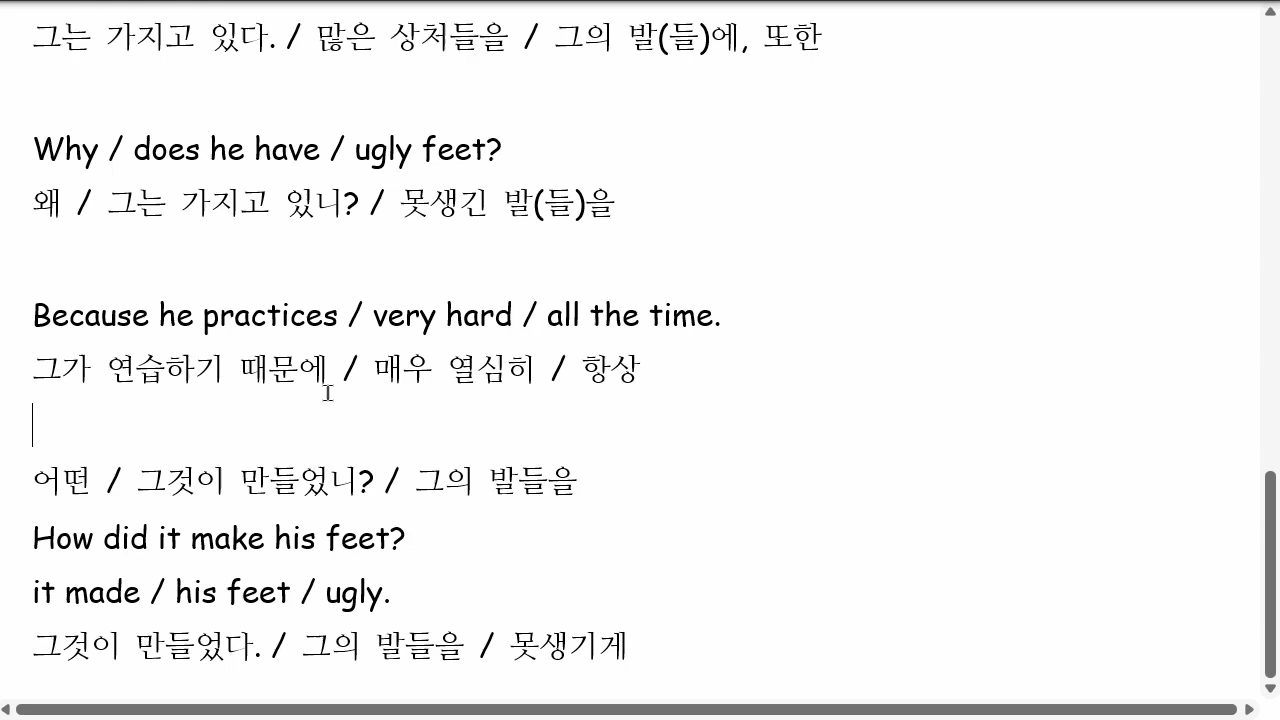 그는 가지고 있다. / 많은 상처들을 / 그의 발(들)에, 또한
Why / does he have / ugly feet?
왜 / 그는 가지고 있니? / 못생긴 발(들)을
Because he practices / very hard / all the time.
그가 연습하기 때문에 / 매우 열심히 / 항상
어떤 / 그것이 만들었니? / 그의 발들을
How did it make his feet?
it made / his feet / ugly.
그것이 만들었다. / 그의 발들을 / 못생기게